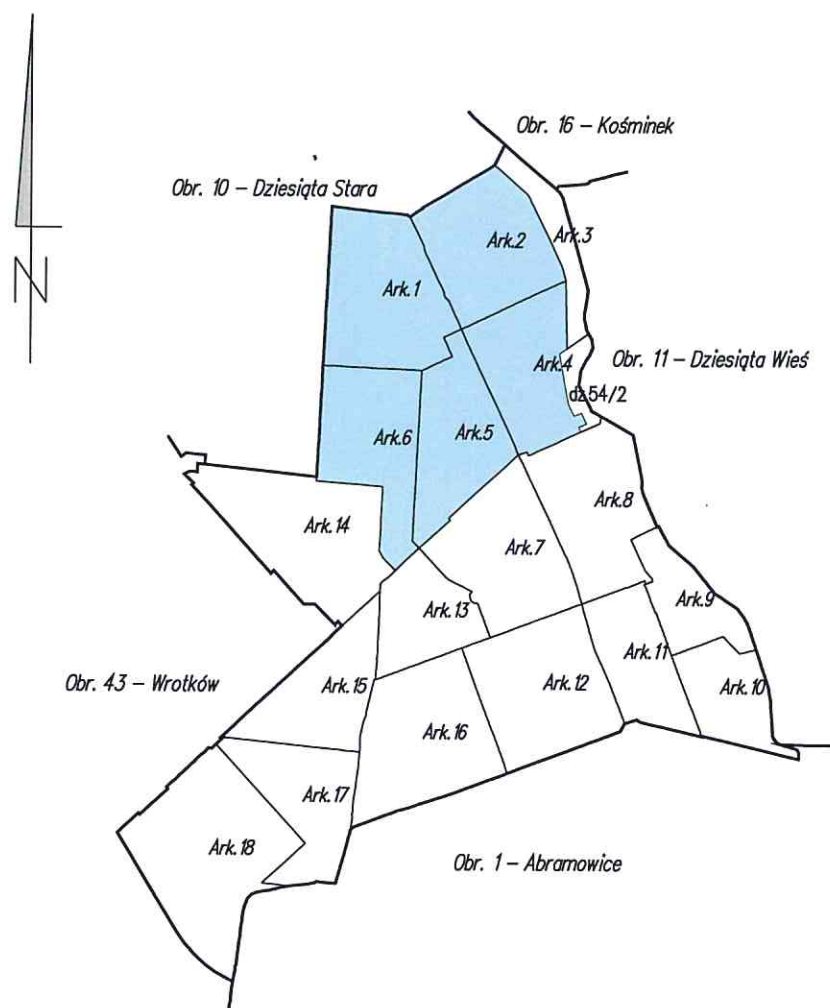 Obr. 16 – Kośminek
Obr. 10 – Dziesiąta Stara
Ark.3
Ark.2
Ark.1
N
Ark.4
Obr. 11 – Dziesiąta Wieś
dz54/2
Ark.6
Ark.5
Ark.8
Ark.14
Ark.7
Ark.9
Ark.13
Ark.11
Obr. 43 – Wrotków
Ark.15
Ark.12
Ark.10
Ark.16
Ark.17
Ark.18
Obr. 1 – Abramowice